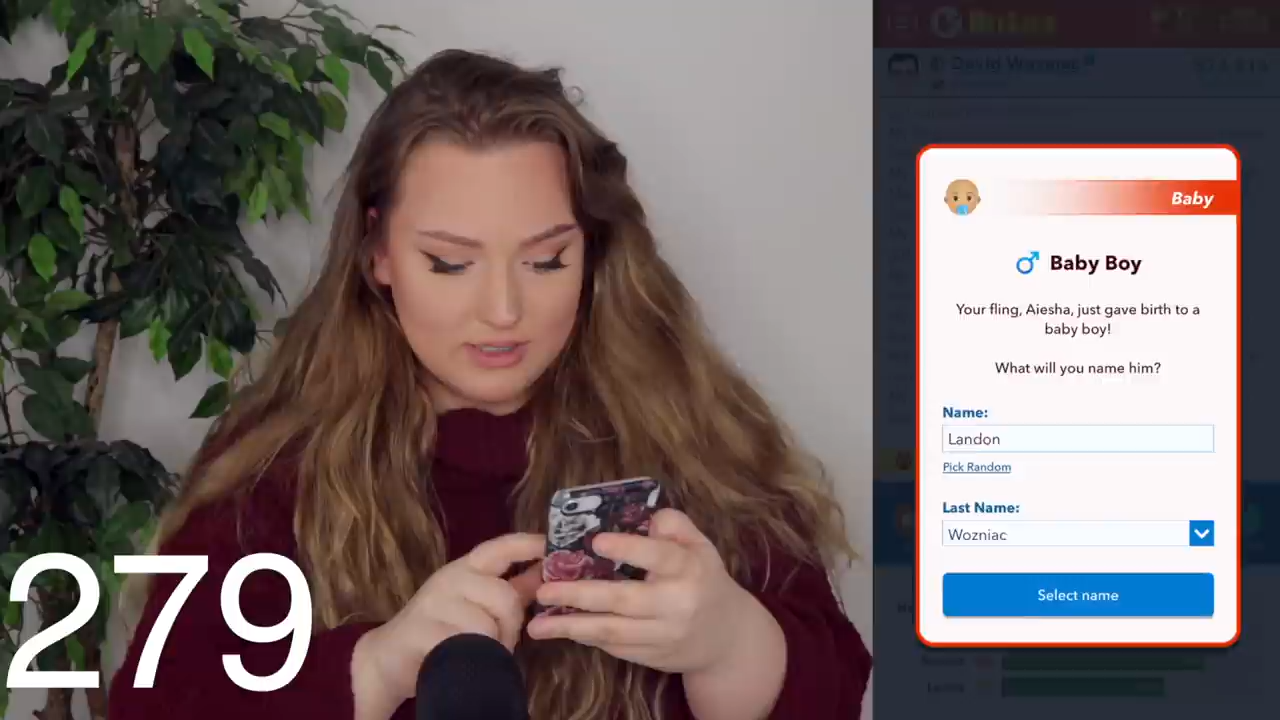 Baby
♂ Baby Boy
Your fling, Aiesha, just gave birth to a
baby boy!
What will you name him?
Name:
Landon
Pick Random
Last Name:
Wozniac
Select name
279